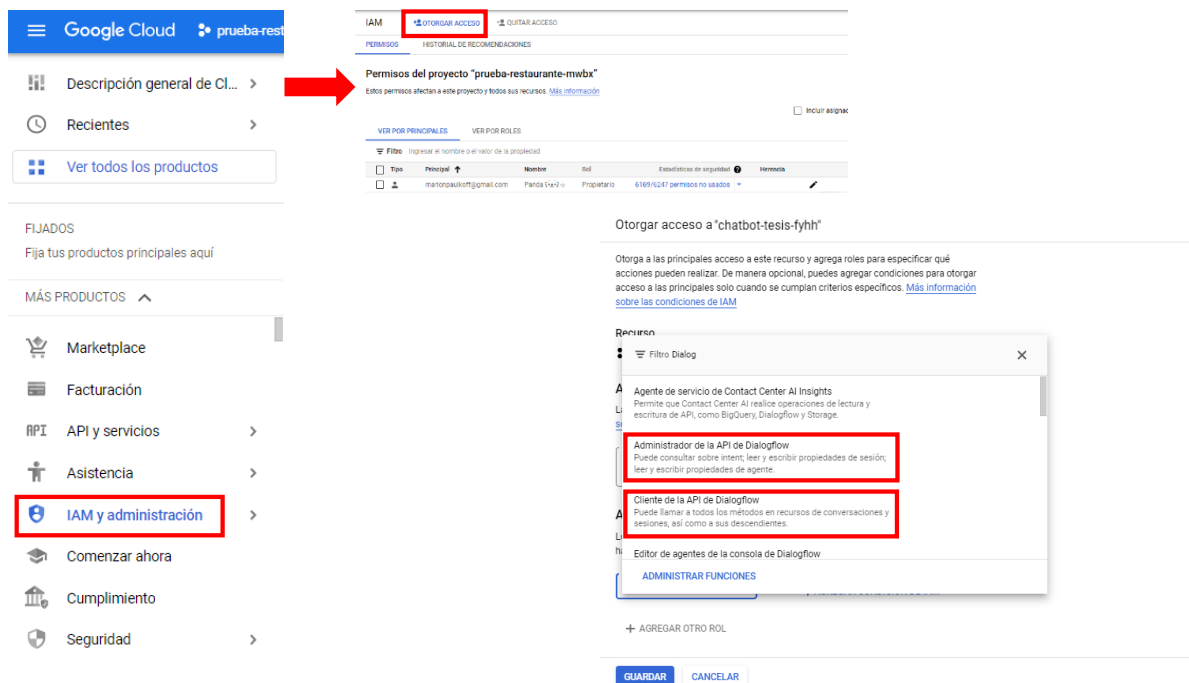 Google Cloud
prueba-rest
Descripción general de Cl...
Recientes
Ver todos los productos
FIJADOS
Fija tus productos principales aquí
MÁS PRODUCTOS
Marketplace
Facturación
API
API y servicios
Asistencia
IAM y administración
Comenzar ahora
Cumplimiento
Seguridad
IAM
OTORGAR ACCESO
QUITAR ACCESO
PERMISOS
HISTORIAL DE RECOMENDACIONES
Permisos del proyecto "prueba-restaurante-mwbx"
Estos permisos afectan a este proyecto y todos sus recursos. Más información
Incluir asignac
VER POR PRINCIPALES
VER POR ROLES
Filtro Ingresar el nombre o el valor de la propiedad
Tipo Principal Nombre Rol Estadísticas de seguridad Herencia
marionpaulkoff@gmail.com Panda Propietario 6169/6247 permisos no usados
Otorgar acceso a "chatbot-tesis-fyhh"
Otorga a las principales acceso a este recurso y agrega roles para especificar qué
acciones pueden realizar. De manera opcional, puedes agregar condiciones para otorgar
acceso a las principales solo cuando se cumplan criterios específicos. Más información
sobre las condiciones de IAM
Recurso
Filtro Dialog
Agente de servicio de Contact Center AI Insights
Permite que Contact Center AI realice operaciones de lectura y
escritura de API, como BigQuery, Dialogflow y Storage.
Administrador de la API de Dialogflow
Puede consultar sobre intent; leer y escribir propiedades de sesión;
leer y escribir propiedades de agente.
Cliente de la API de Dialogflow
Puede llamar a todos los métodos en recursos de conversaciones y
sesiones, así como a sus descendientes.
Editor de agentes de la consola de Dialogflow
ADMINISTRAR FUNCIONES
+ AGREGAR OTRO ROL
GUARDAR
CANCELAR